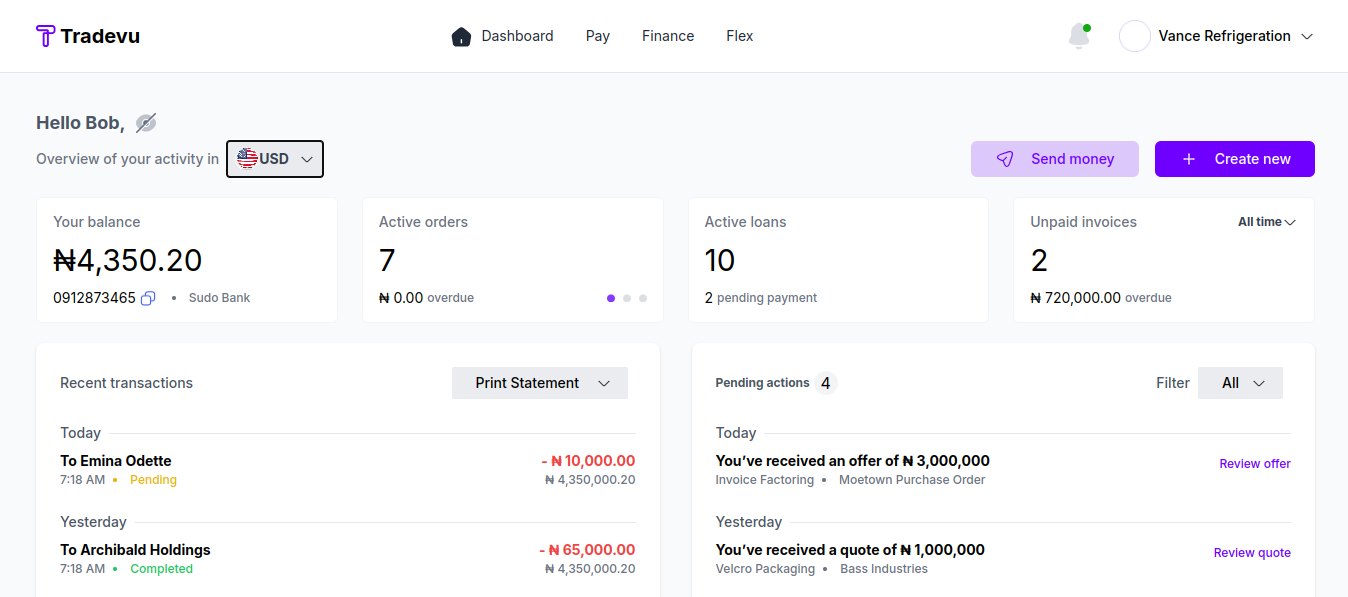 Tradevu
Dashboard Pay Finance Flex
Vance Refrigeration
Hello Bob,
Overview of your activity in USD
Send money
Create new
Your balance
₦4,350.20
0912873465 • Sudo Bank
Active orders
7
₦ 0.00 overdue
Active loans
10
2 pending payment
Unpaid invoices All time
2
₦ 720,000.00 overdue
Recent transactions Print Statement
Today
To Emina Odette - ₦ 10,000.00
7:18 AM • Pending ₦ 4,350,000.20
Yesterday
To Archibald Holdings - ₦ 65,000.00
7:18 AM • Completed ₦ 4,350,000.20
Pending actions 4 Filter All
Today
You’ve received an offer of ₦ 3,000,000
Invoice Factoring • Moetown Purchase Order
Review offer
Yesterday
You’ve received a quote of ₦ 1,000,000
Velcro Packaging • Bass Industries
Review quote